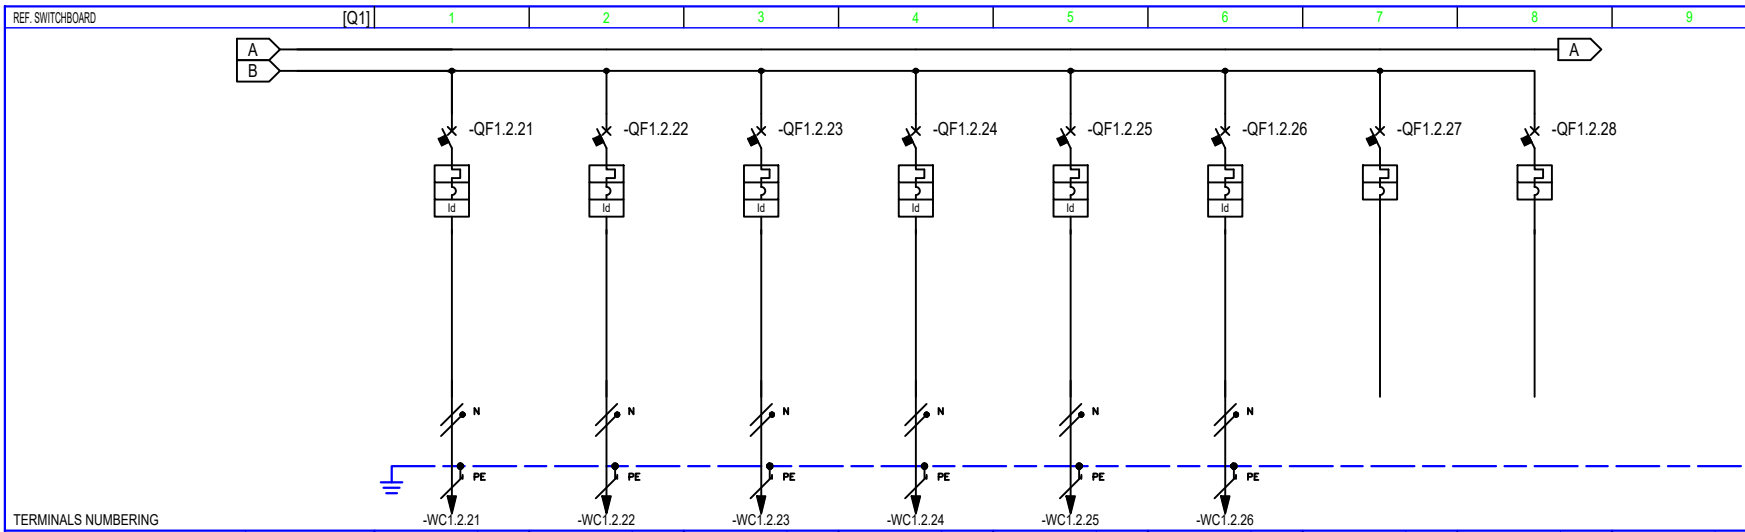 REF. SWITCHBOARD [Q1] 1 2 3 4 5 6 7 8 9
A A
B
-QF1.2.21 -QF1.2.22 -QF1.2.23 -QF1.2.24 -QF1.2.25 -QF1.2.26 -QF1.2.27 -QF1.2.28
Id Id Id Id Id Id
N N N N N N
PE PE PE PE PE PE
TERMINALS NUMBERING -WC1.2.21 -WC1.2.22 -WC1.2.23 -WC1.2.24 -WC1.2.25 -WC1.2.26